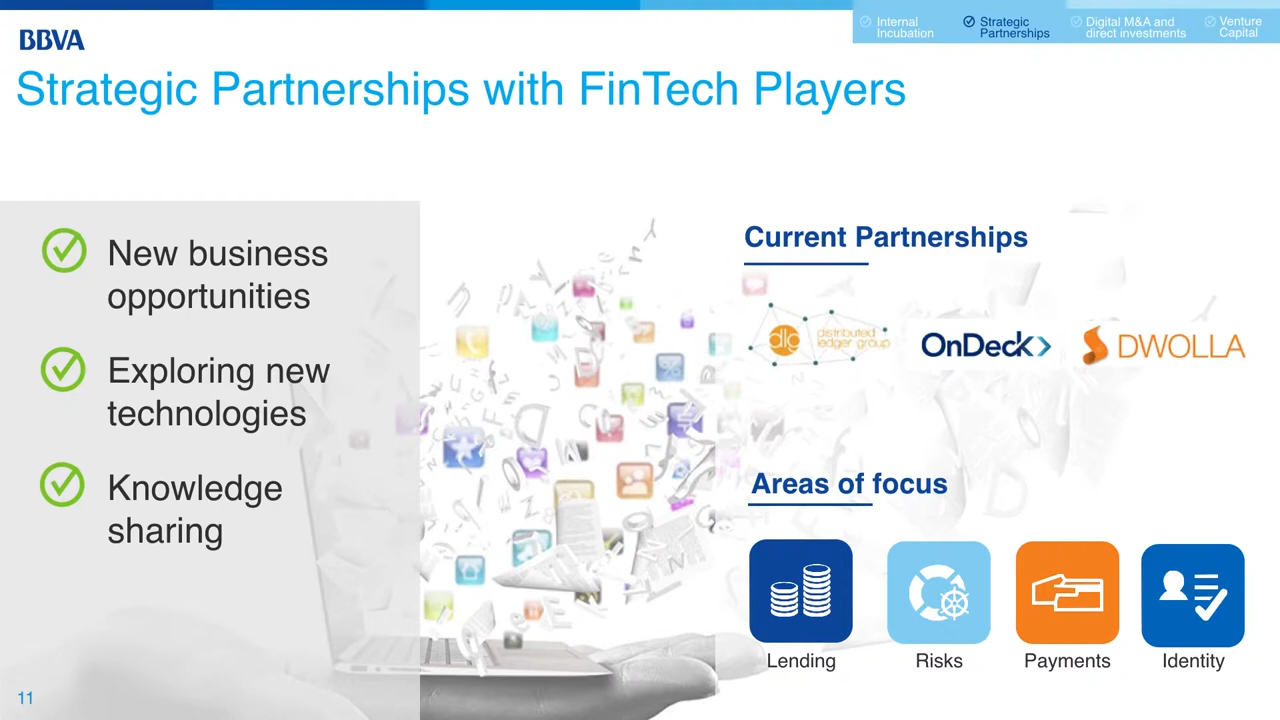 Internal
Incubation
Strategic
Partnerships
Digital M&A and
direct investments
Venture
Capital
BBVA
Strategic Partnerships with FinTech Players
New business
opportunities
Exploring new
technologies
Knowledge
sharing
Current Partnerships
dlg
distributed
ledger group
OnDeck
DWOLLA
Areas of focus
Lending
Risks
Payments
Identity
11